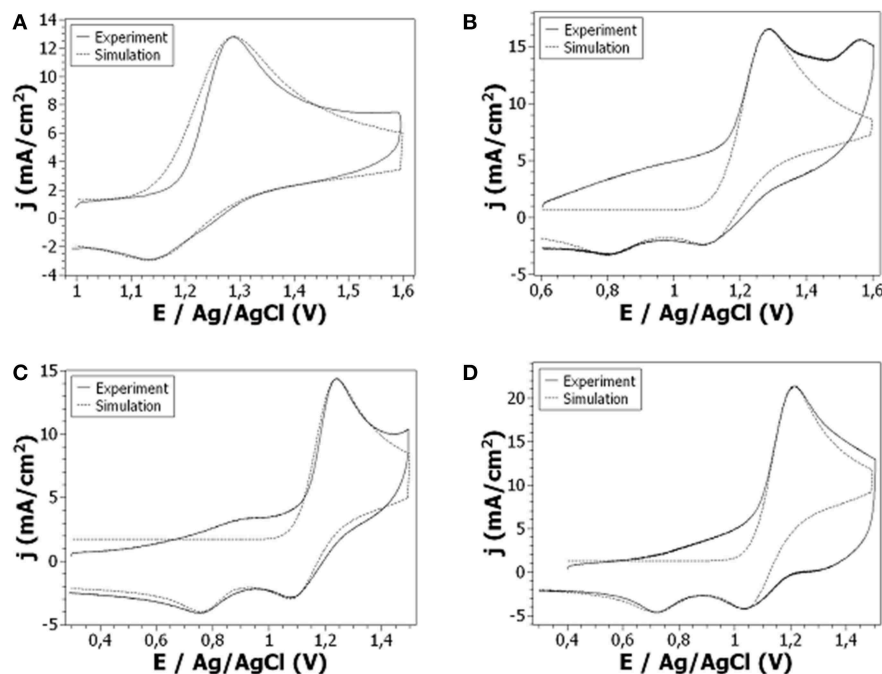 A
Experiment
Simulation
14
12
10
8
6
4
2
0
-2
-4
j (mA/cm²)
1 1,1 1,2 1,3 1,4 1,5 1,6
E / Ag/AgCl (V)
B
Experiment
Simulation
15
10
5
0
-5
j (mA/cm²)
0,6 0,8 1 1,2 1,4 1,6
E / Ag/AgCl (V)
C
Experiment
Simulation
15
10
5
0
-5
j (mA/cm²)
0,4 0,6 0,8 1 1,2 1,4
E / Ag/AgCl (V)
D
Experiment
Simulation
20
15
10
5
0
-5
j (mA/cm²)
0,4 0,6 0,8 1 1,2 1,4
E / Ag/AgCl (V)